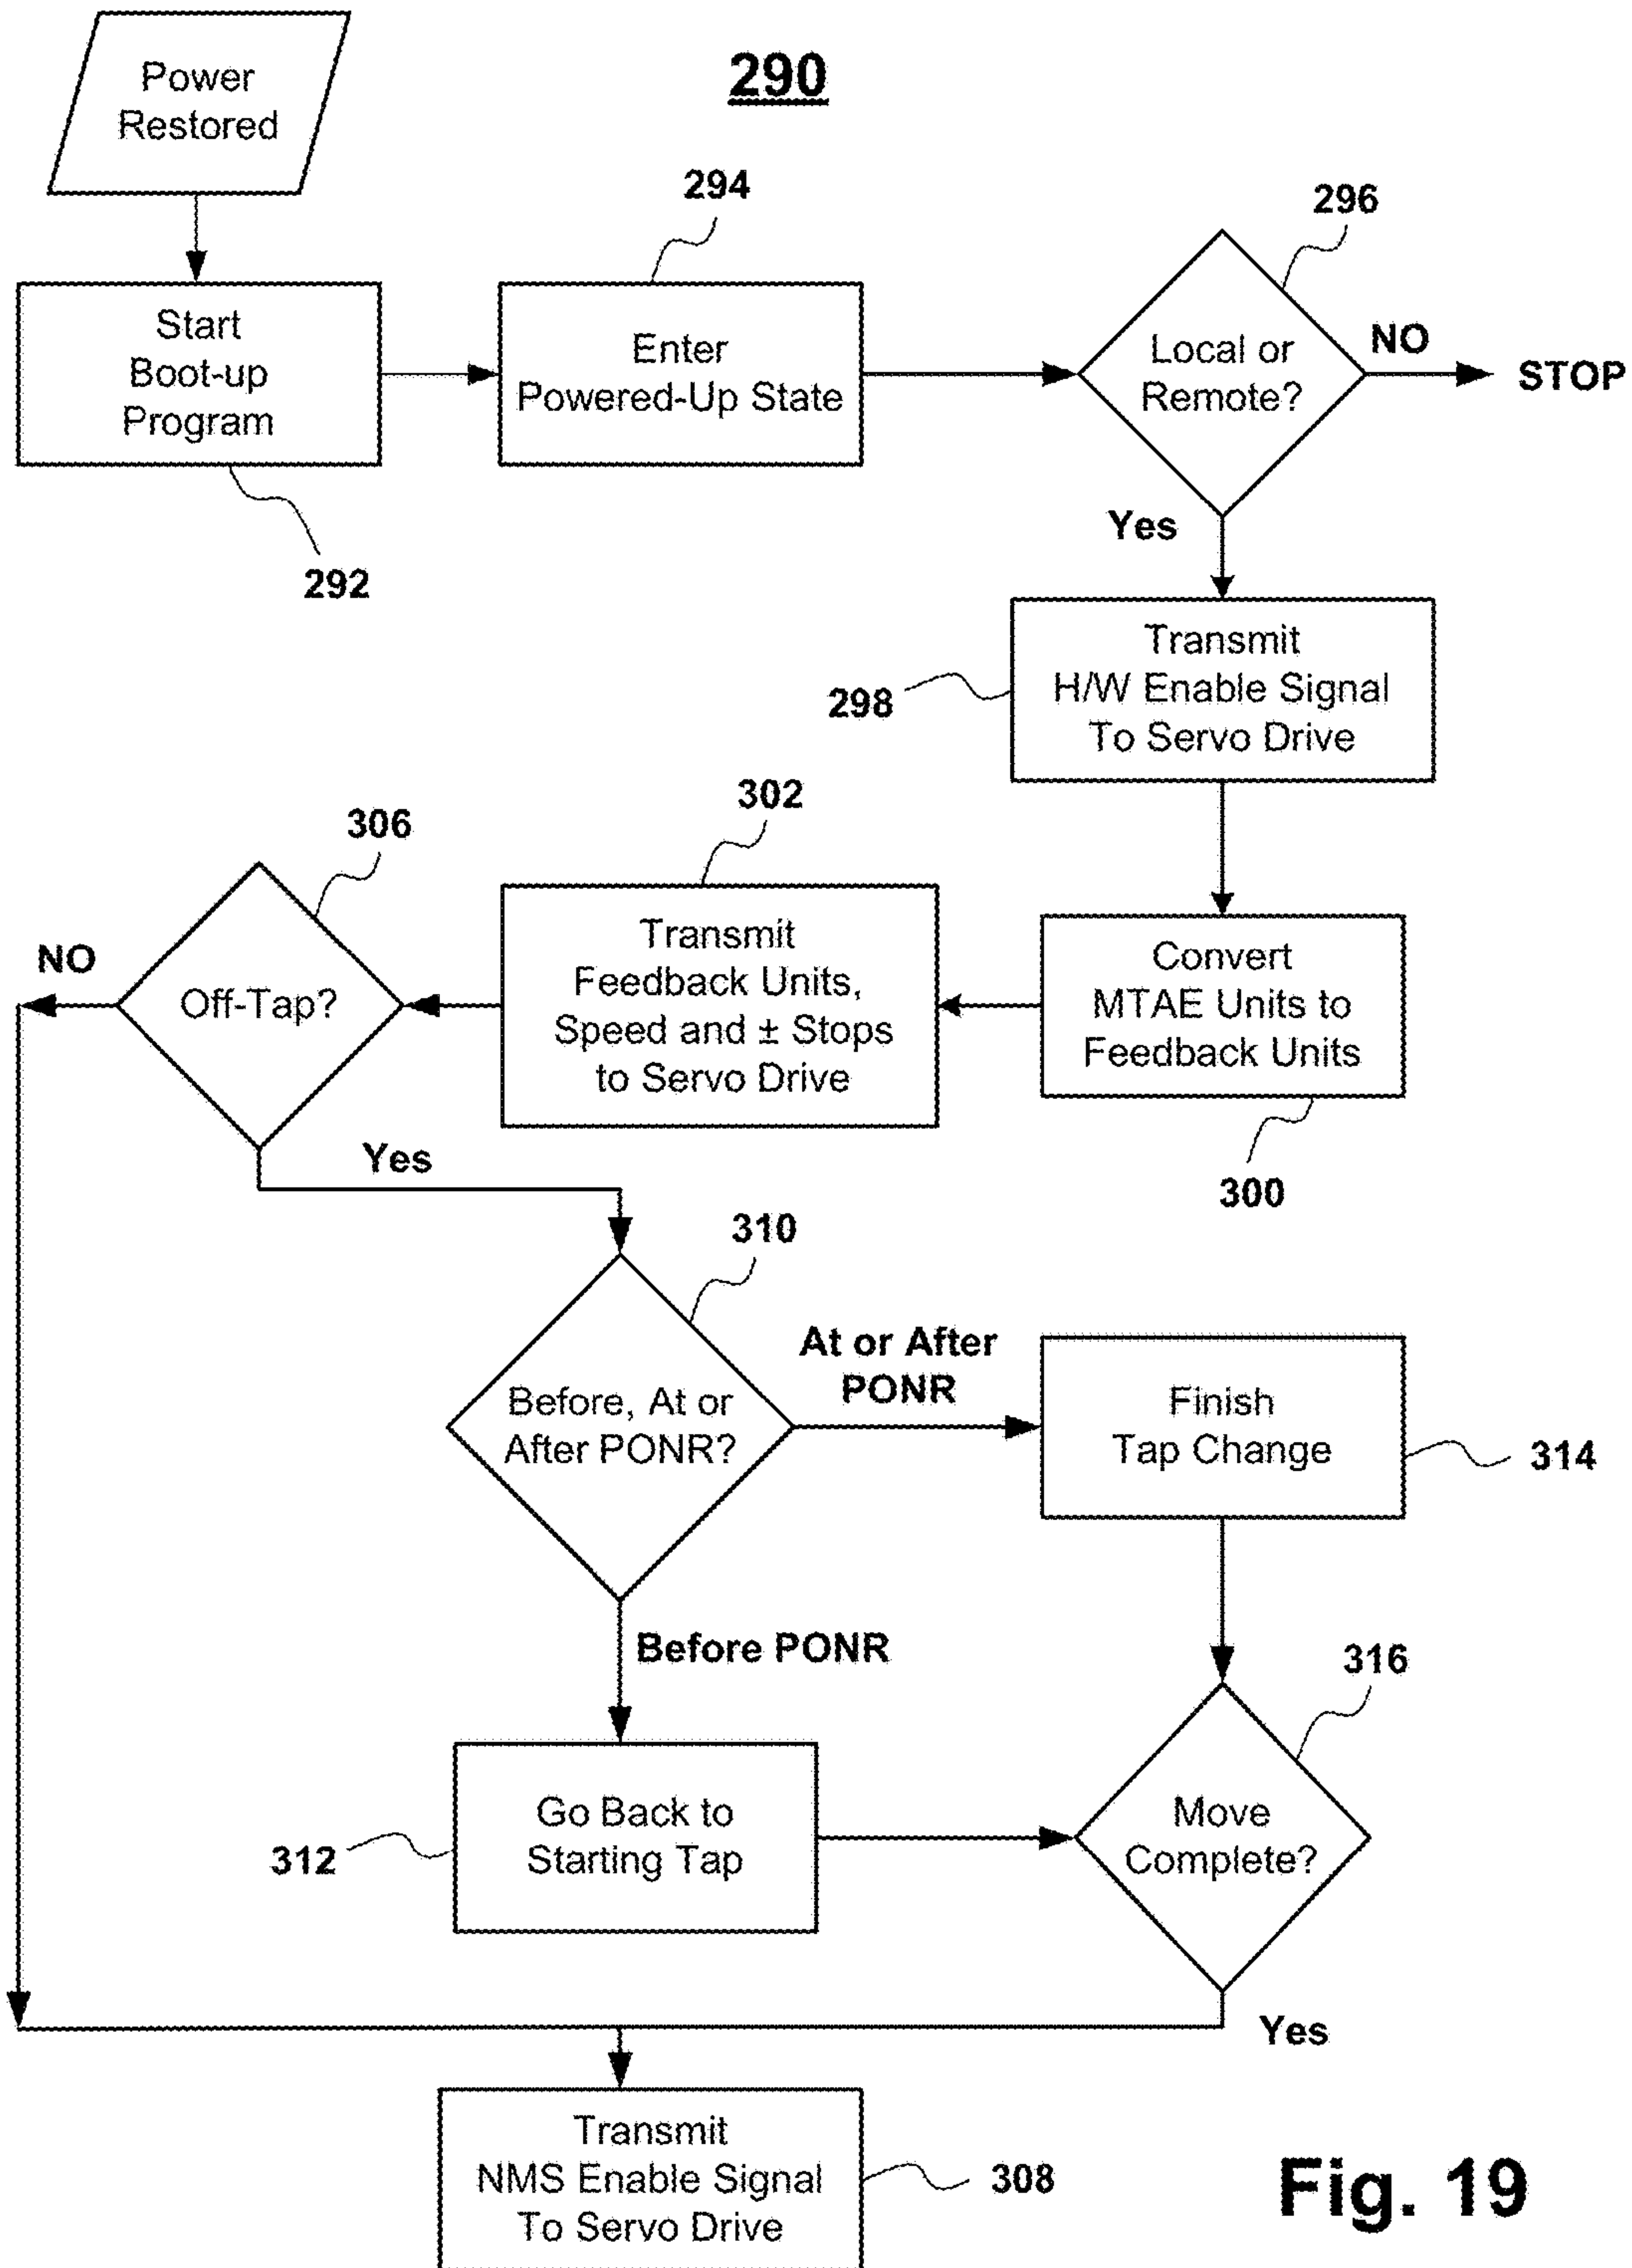 290
Power
Restored
294
296
Start
Boot-up
Program
Enter
Powered-Up State
Local or
Remote?
NO
STOP
292
Yes
Transmit
H/W Enable Signal
To Servo Drive
298
302
306
Transmit
Feedback Units,
Speed and ± Stops
to Servo Drive
Convert
MTAE Units to
Feedback Units
NO
Off-Tap?
300
Yes
310
Before, At or
After PONR?
At or After
PONR
Finish
Tap Change
314
Before PONR
316
Go Back to
Starting Tap
312
Move
Complete?
Yes
Transmit
NMS Enable Signal
To Servo Drive
308
Fig. 19